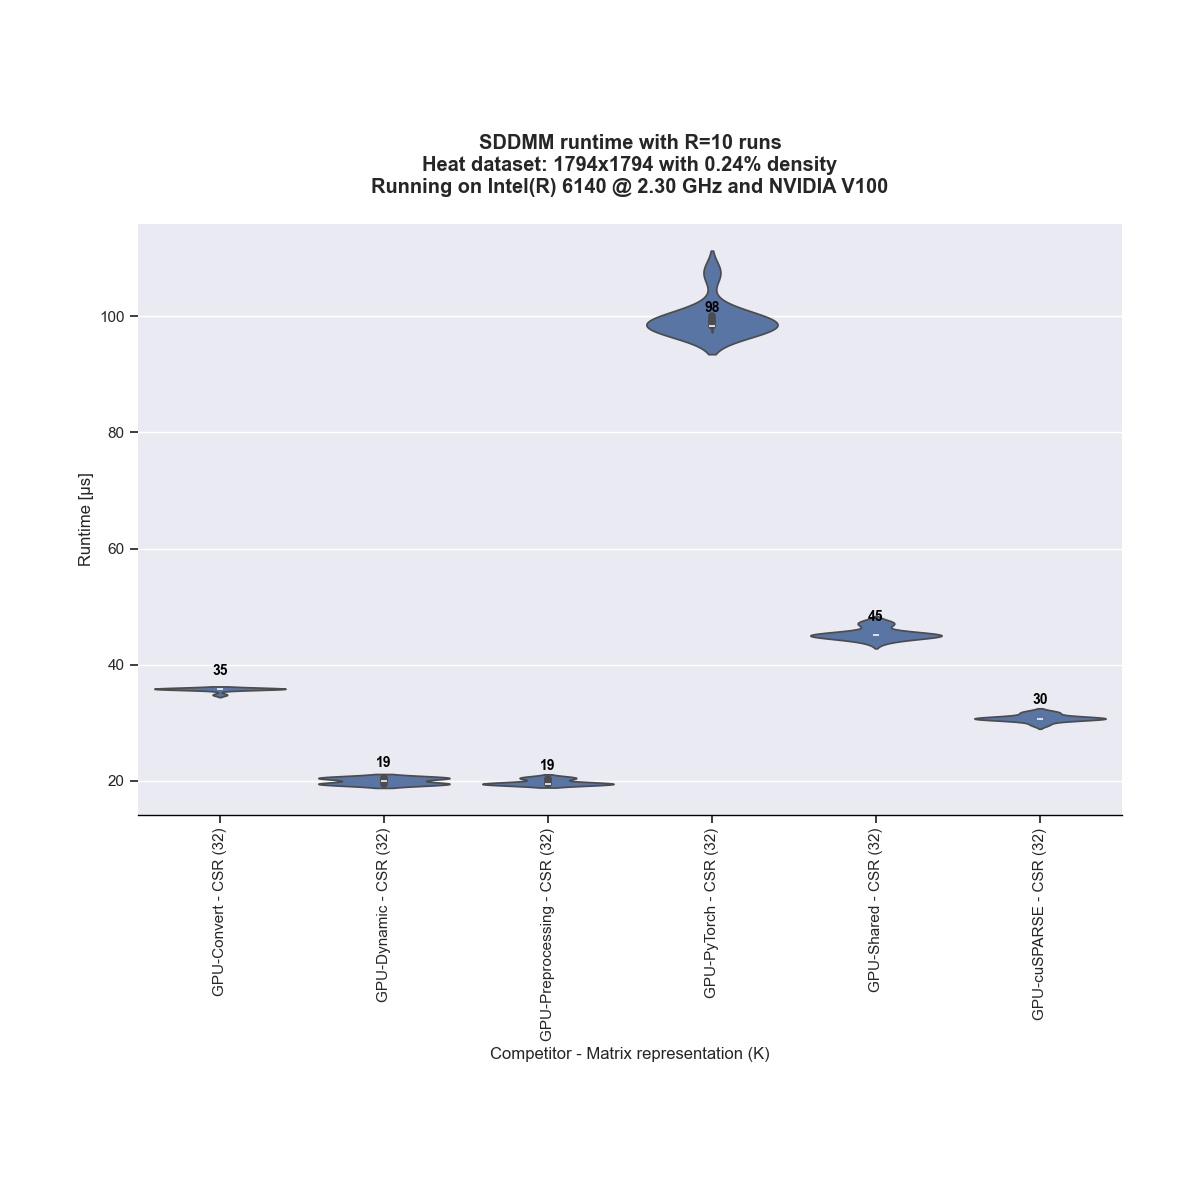 SDDMM runtime with R=10 runs
Heat dataset: 1794x1794 with 0.24% density
Running on Intel(R) 6140 @ 2.30 GHz and NVIDIA V100
100
80
60
40
20
Runtime [µs]
35
19
19
98
45
30
GPU-Convert - CSR (32)
GPU-Dynamic - CSR (32)
GPU-Preprocessing - CSR (32)
GPU-PyTorch - CSR (32)
GPU-Shared - CSR (32)
GPU-cuSPARSE - CSR (32)
Competitor - Matrix representation (K)